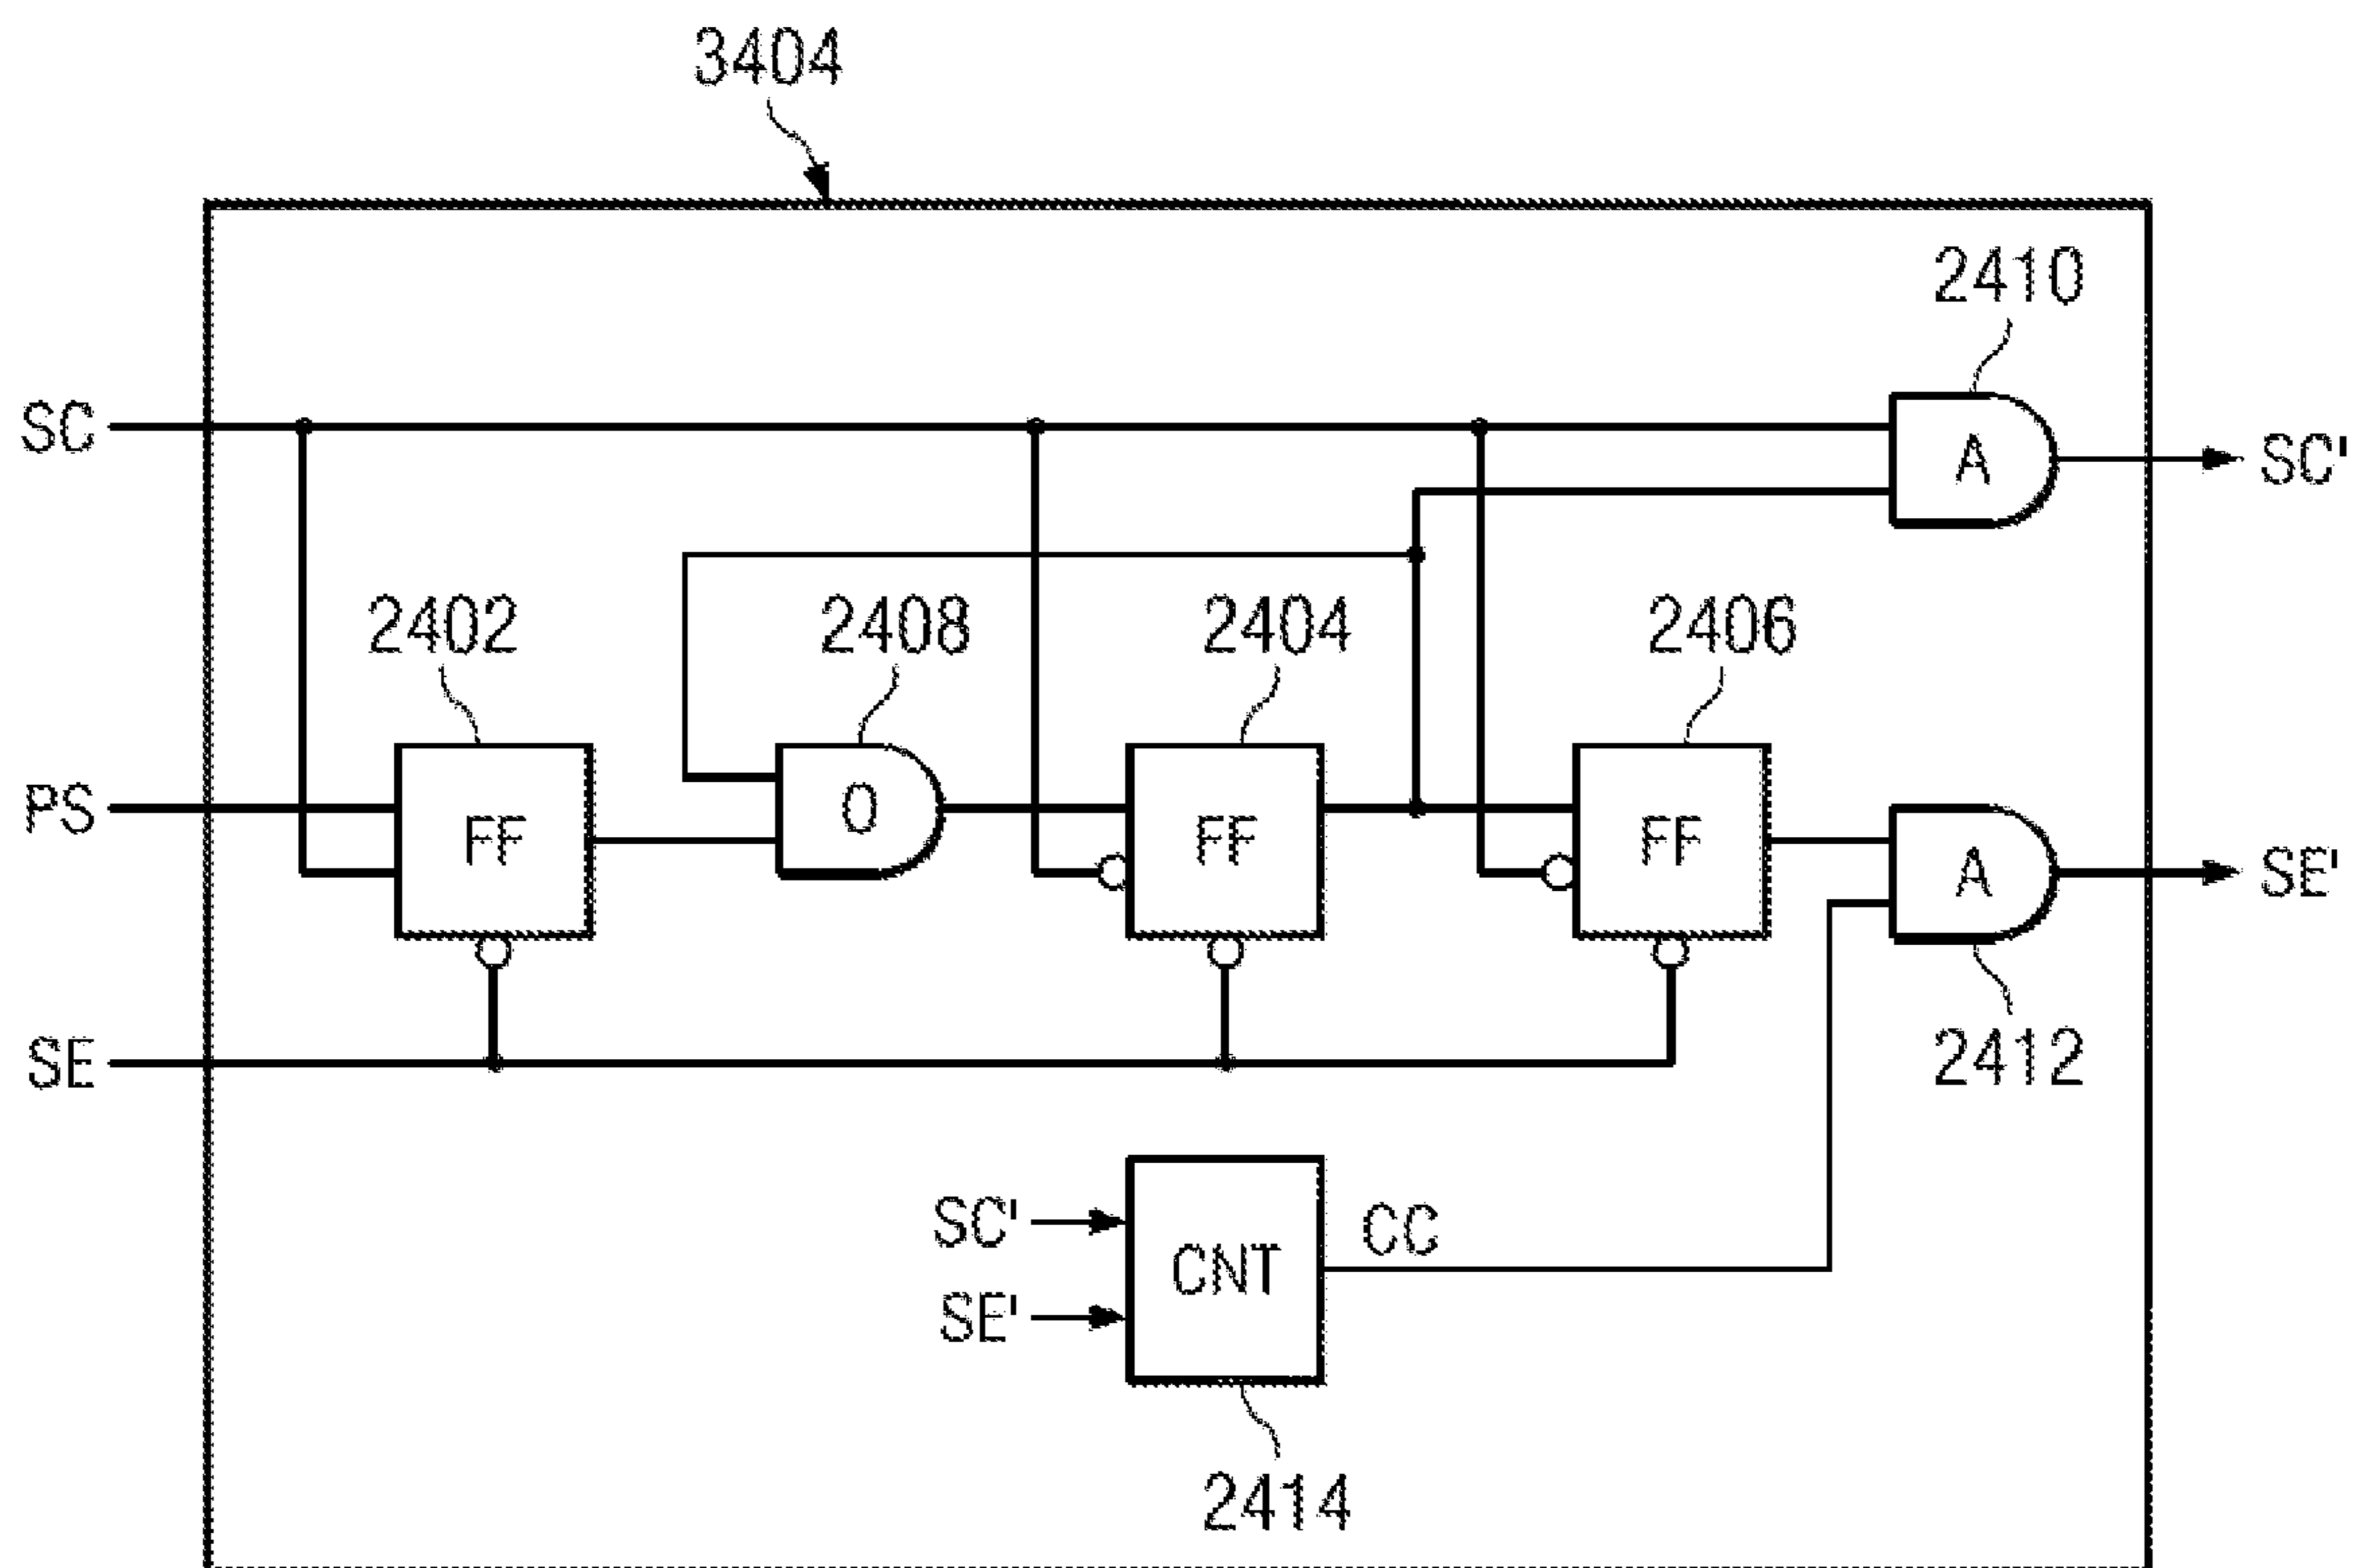 3404
2410
SC
A
SC'
2402
2408
2404
2406
PS
FF
O
FF
FF
A
SE'
SE
2412
SC'
CC
CNT
SE'
2414